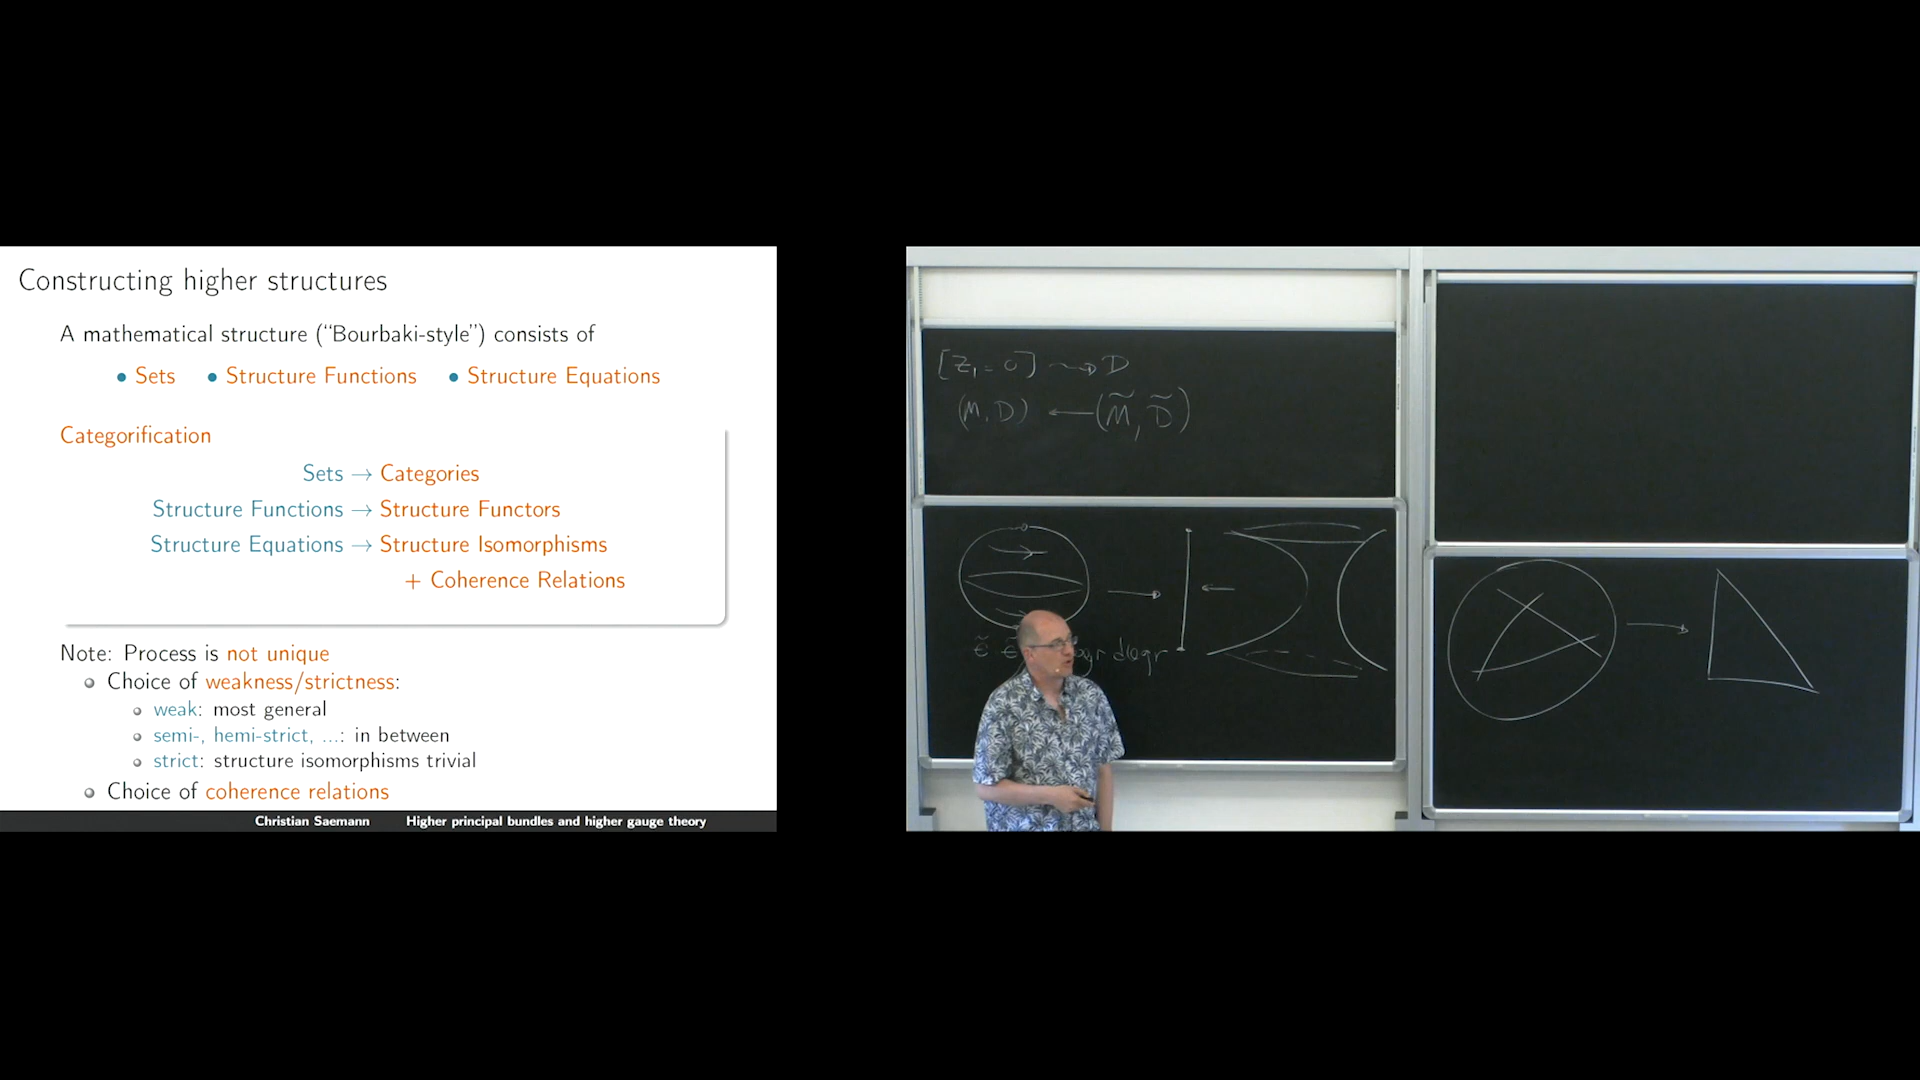 Constructing higher structures
A mathematical structure (“Bourbaki-style”) consists of
• Sets • Structure Functions • Structure Equations
Categorification
Sets → Categories
Structure Functions → Structure Functors
Structure Equations → Structure Isomorphisms
+ Coherence Relations
Note: Process is not unique
Choice of weakness/strictness:
weak: most general
semi-, hemi-strict, ...: in between
strict: structure isomorphisms trivial
Choice of coherence relations
Christian Saemann Higher principal bundles and higher gauge theory
[Z₁ = 0] ⇝ D
(M, D) ← (M̃, D̃)